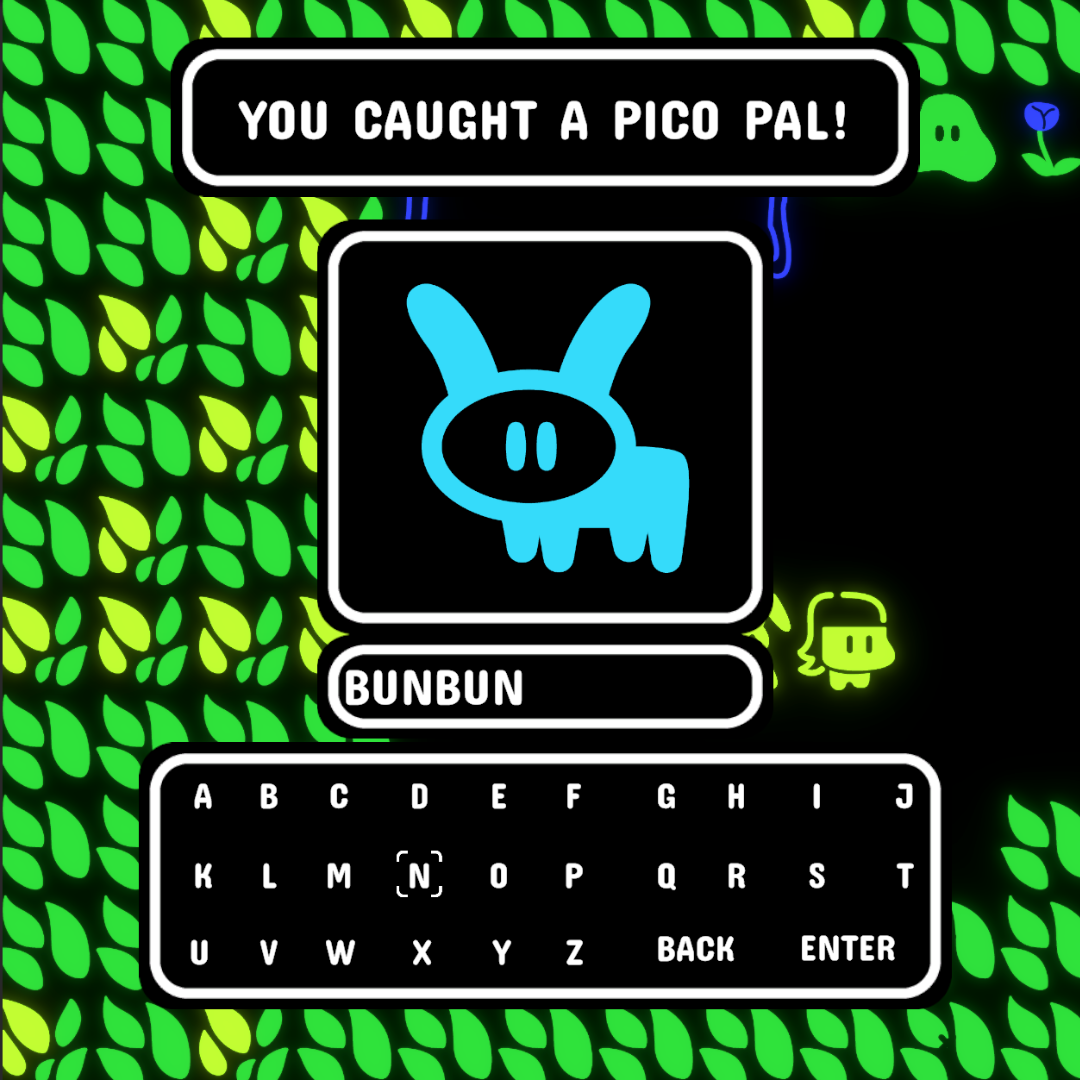 YOU CAUGHT A PICO PAL!
BUNBUN
A B C D E F G H I J
K L M N O P Q R S T
U V W X Y Z BACK ENTER